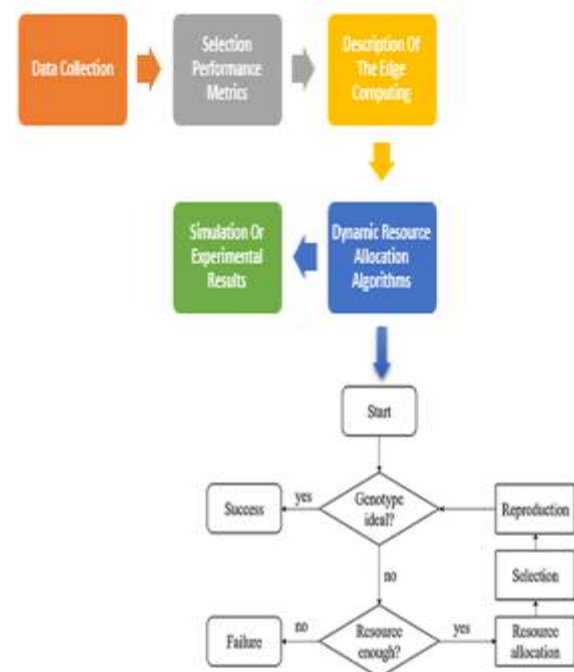 Data Collection
Selection
Performance
Metrics
Description Of
The Edge
Computing
Simulation Or
Experimental
Results
Dynamic Resource
Allocation
Algorithms
Start
Success
yes
Genotype
ideal?
Reproduction
no
Selection
Failure
no
Resource
enough?
yes
Resource
allocation